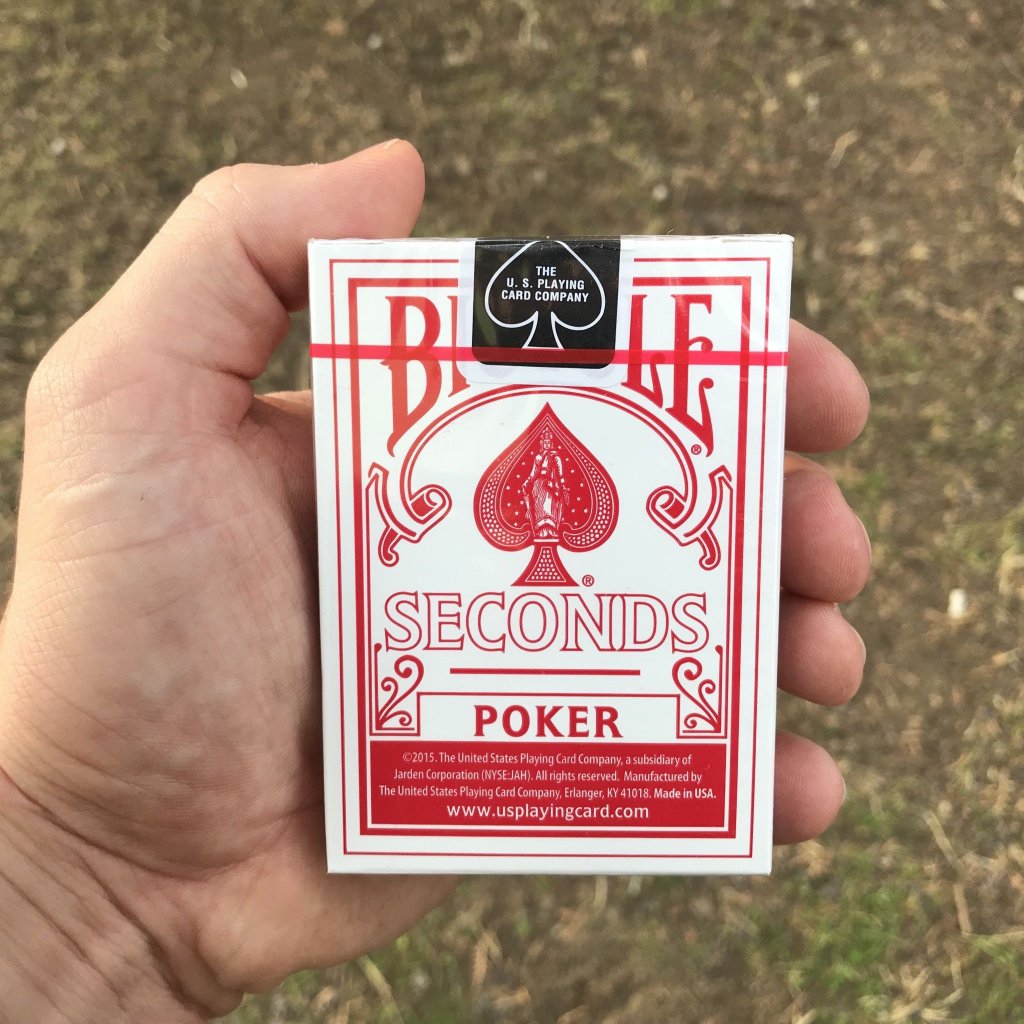 THE
U. S. PLAYING
CARD COMPANY
BI LE®
®
SECONDS
POKER
©2015. The United States Playing Card Company, a subsidiary of
Jarden Corporation (NYSE:JAH). All rights reserved. Manufactured by
The United States Playing Card Company, Erlanger, KY 41018. Made in USA.
www.usplayingcard.com